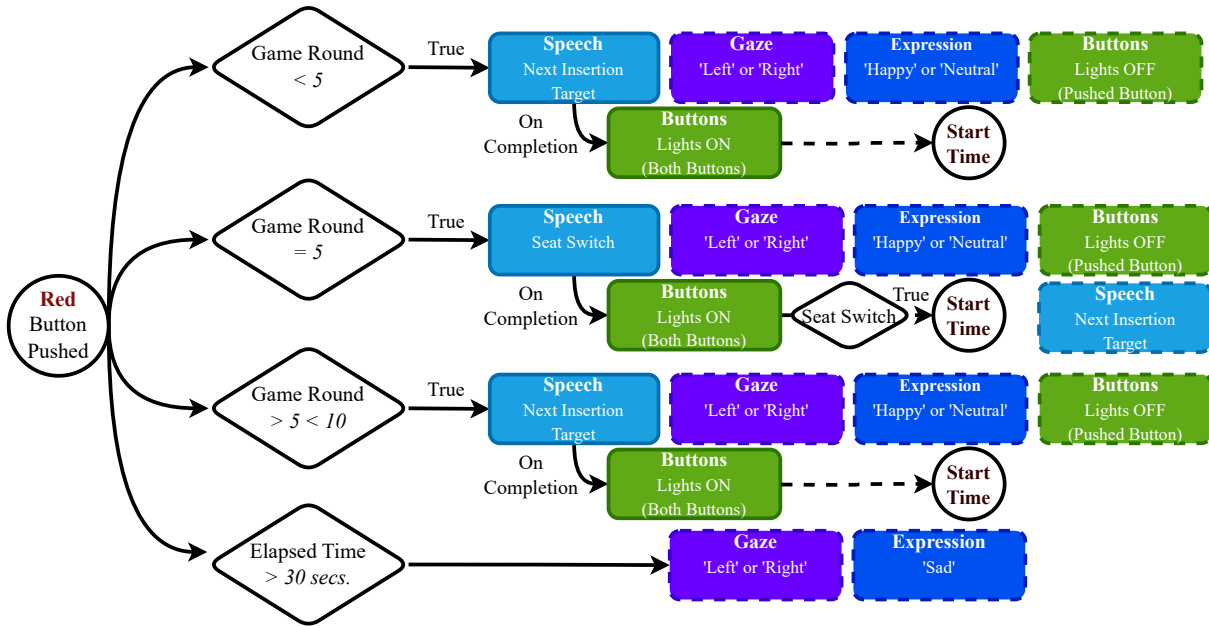 Red
Button
Pushed
Game Round
< 5
True
Speech
Next Insertion
Target
Gaze
'Left' or 'Right'
Expression
'Happy' or 'Neutral'
Buttons
Lights OFF
(Pushed Button)
On
Completion
Buttons
Lights ON
(Both Buttons)
Start
Time
Game Round
= 5
True
Speech
Seat Switch
Gaze
'Left' or 'Right'
Expression
'Happy' or 'Neutral'
Buttons
Lights OFF
(Pushed Button)
On
Completion
Buttons
Lights ON
(Both Buttons)
Seat Switch
True
Start
Time
Speech
Next Insertion
Target
Game Round
> 5 < 10
True
Speech
Next Insertion
Target
Gaze
'Left' or 'Right'
Expression
'Happy' or 'Neutral'
Buttons
Lights OFF
(Pushed Button)
On
Completion
Buttons
Lights ON
(Both Buttons)
Start
Time
Elapsed Time
> 30 secs.
Gaze
'Left' or 'Right'
Expression
'Sad'